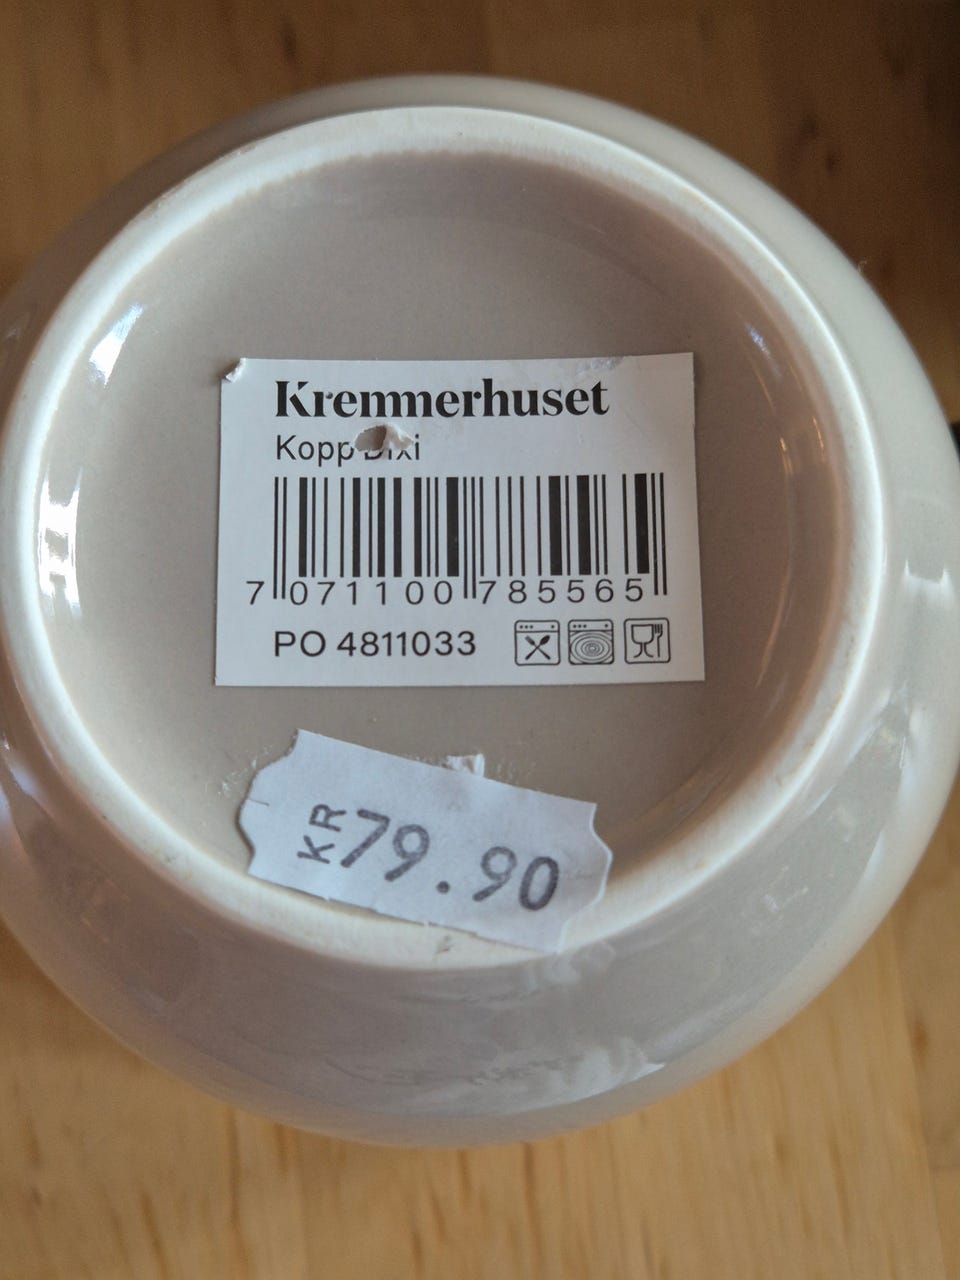 Kremmerhuset
Kopp Dixi
7 071100 785565
PO 4811033
KR 79.90